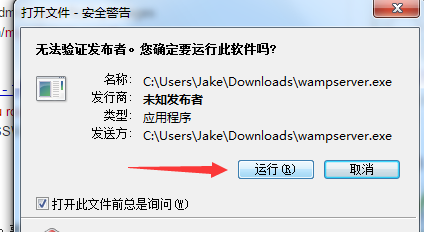 打开文件 - 安全警告
无法验证发布者。您确定要运行此软件吗?
名称: C:\Users\Jake\Downloads\wampserver.exe
发行商: 未知发布者
类型: 应用程序
发送方: C:\Users\Jake\Downloads\wampserver.exe
运行(R) 取消
打开此文件前总是询问(W)